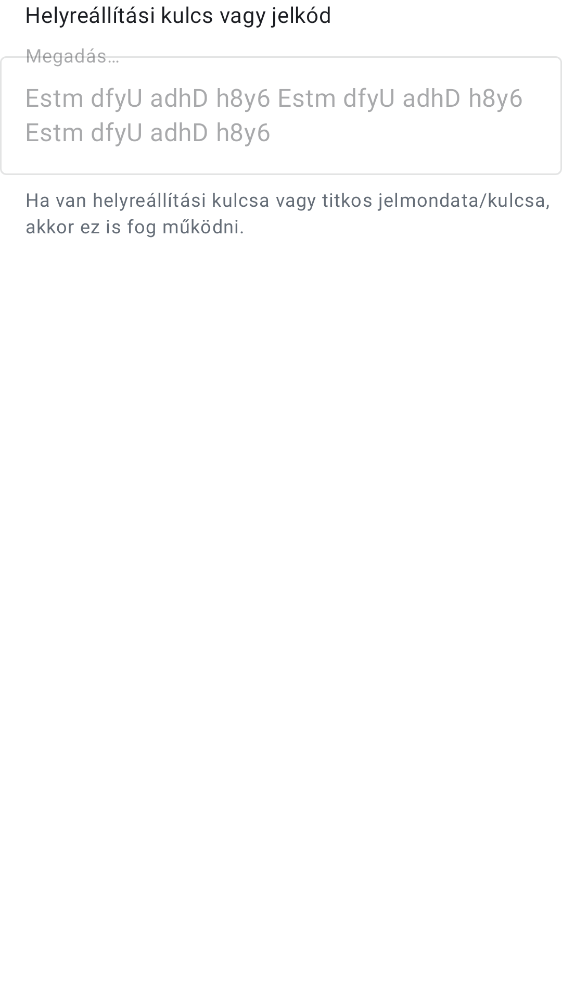 Helyreállítási kulcs vagy jelkód
Megadás…
Estm dfyU adhD h8y6 Estm dfyU adhD h8y6
Estm dfyU adhD h8y6
Ha van helyreállítási kulcsa vagy titkos jelmondata/kulcsa,
akkor ez is fog működni.